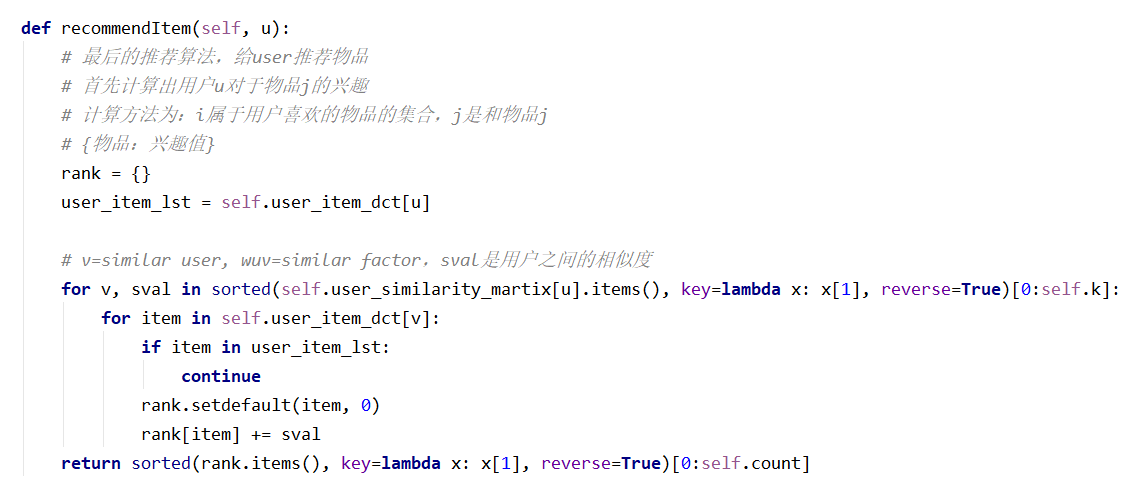 def recommendItem(self, u):
# 最后的推荐算法，给user推荐物品
# 首先计算出用户u对于物品j的兴趣
# 计算方法为：i属于用户喜欢的物品的集合，j是和物品j
# {物品：兴趣值}
rank = {}
user_item_lst = self.user_item_dct[u]
# v=similar user, wuv=similar factor，sval是用户之间的相似度
for v, sval in sorted(self.user_similarity_martix[u].items(), key=lambda x: x[1], reverse=True)[0:self.k]:
for item in self.user_item_dct[v]:
if item in user_item_lst:
continue
rank.setdefault(item, 0)
rank[item] += sval
return sorted(rank.items(), key=lambda x: x[1], reverse=True)[0:self.count]